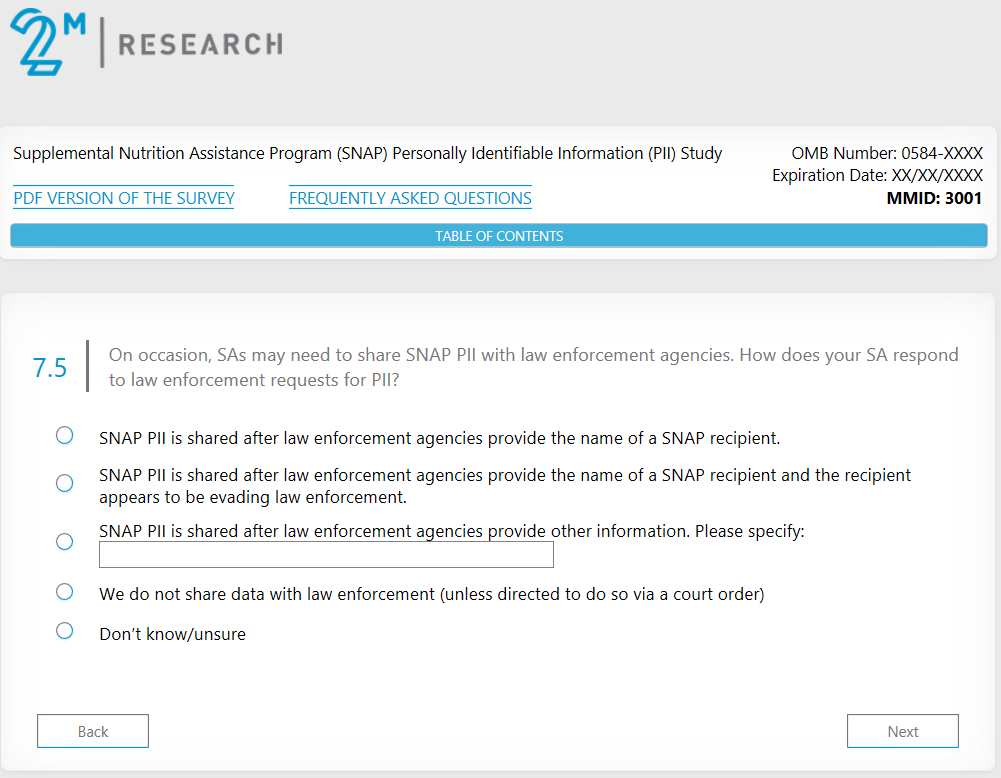 2M RESEARCH
Supplemental Nutrition Assistance Program (SNAP) Personally Identifiable Information (PII) Study
OMB Number: 0584-XXXX
Expiration Date: XX/XX/XXXX
PDF VERSION OF THE SURVEY
FREQUENTLY ASKED QUESTIONS
MMID: 3001
TABLE OF CONTENTS
7.5
On occasion, SAs may need to share SNAP PII with law enforcement agencies. How does your SA respond
to law enforcement requests for PII?
SNAP PII is shared after law enforcement agencies provide the name of a SNAP recipient.
SNAP PII is shared after law enforcement agencies provide the name of a SNAP recipient and the recipient
appears to be evading law enforcement.
SNAP PII is shared after law enforcement agencies provide other information. Please specify:
We do not share data with law enforcement (unless directed to do so via a court order)
Don’t know/unsure
Back
Next